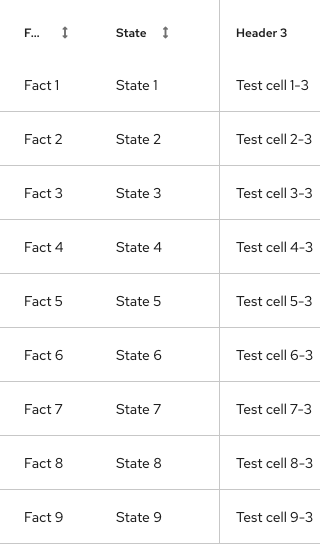 F... State Header 3
Fact 1 State 1 Test cell 1-3
Fact 2 State 2 Test cell 2-3
Fact 3 State 3 Test cell 3-3
Fact 4 State 4 Test cell 4-3
Fact 5 State 5 Test cell 5-3
Fact 6 State 6 Test cell 6-3
Fact 7 State 7 Test cell 7-3
Fact 8 State 8 Test cell 8-3
Fact 9 State 9 Test cell 9-3